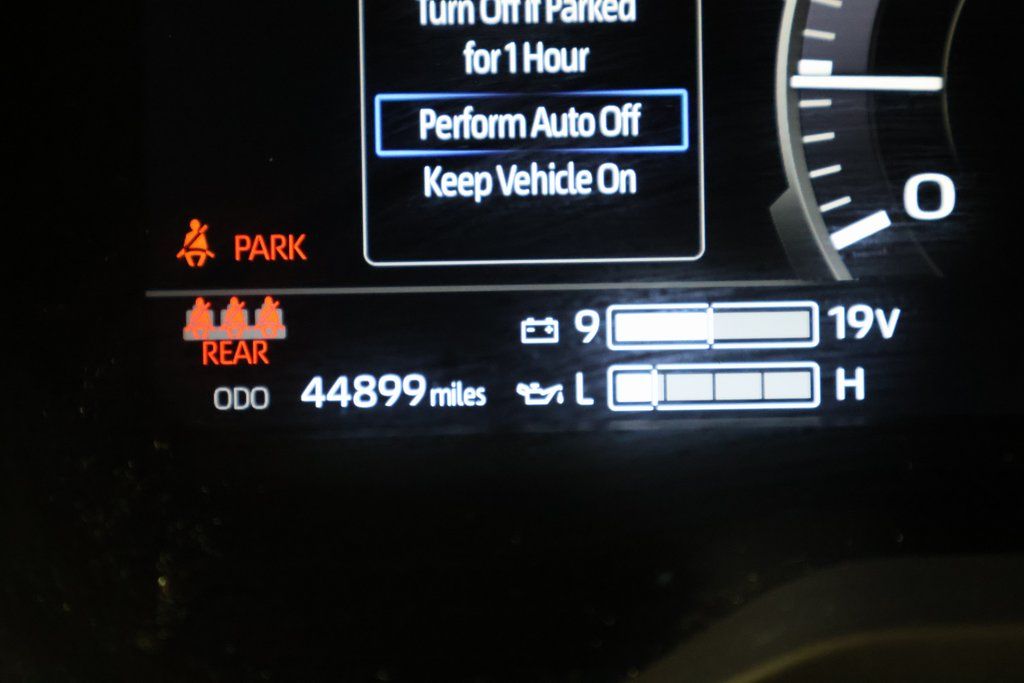 Turn Off if Parked
for 1 Hour
Perform Auto Off
Keep Vehicle On
0
PARK
9 19V
REAR
ODO 44899 miles L H